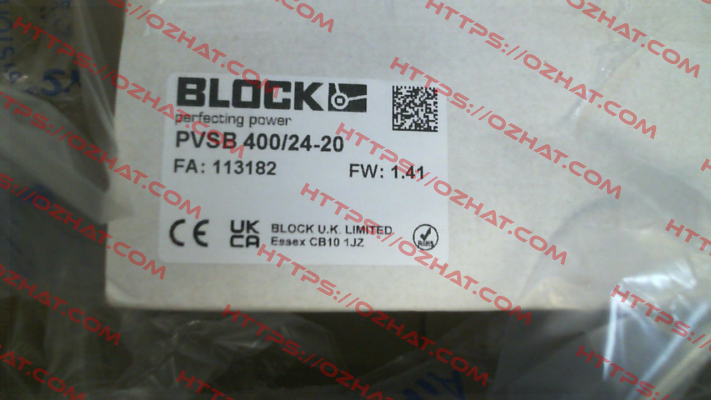 BLOCK
perfecting power
PVSB 400/24-20
FA: 113182 FW: 1.41
CE UK CA BLOCK U.K. LIMITED
Essex CB10 1JZ
HTTPS://OZHAT.COM